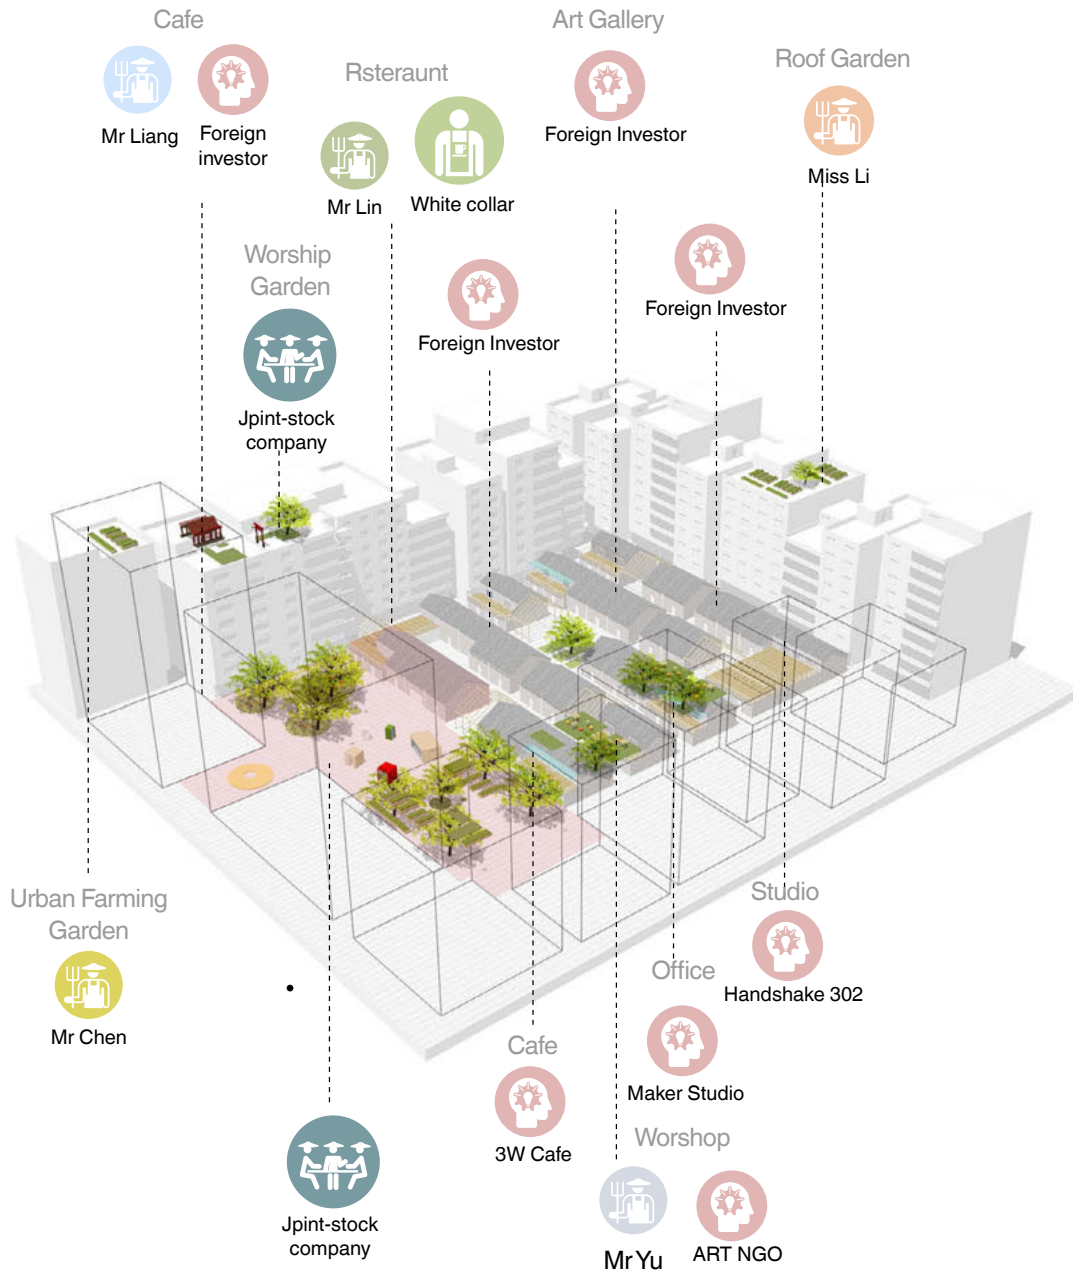 Cafe
Mr Liang
Foreign
investor
Rsteraunt
Mr Lin
White collar
Art Gallery
Foreign Investor
Roof Garden
Miss Li
Worship
Garden
Jpint-stock
company
Foreign Investor
Foreign Investor
Urban Farming
Garden
Mr Chen
Studio
Handshake 302
Office
Maker Studio
Cafe
3W Cafe
Worshop
Mr Yu
ART NGO
Jpint-stock
company